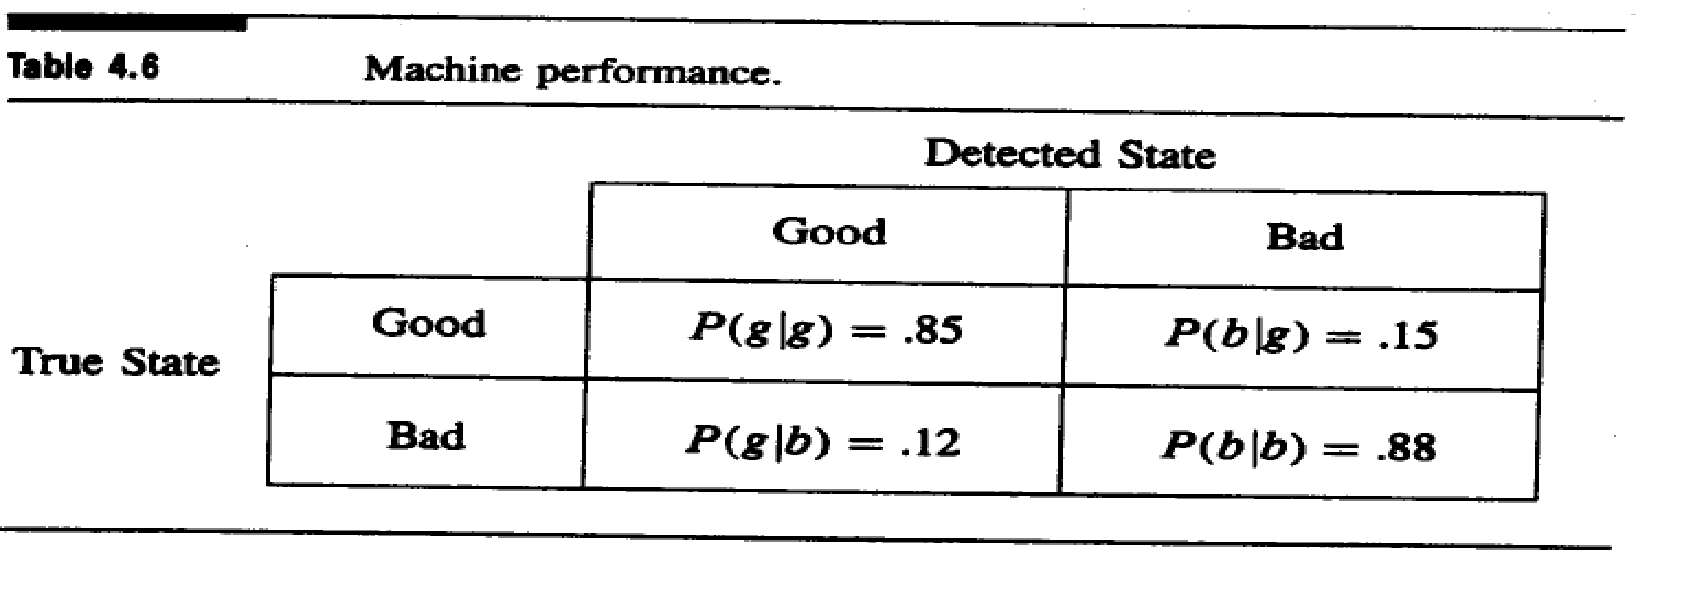 Table 4.6 Machine performance.
Detected State
Good Bad
Good P(g|g) = .85 P(b|g) = .15
True State
Bad P(g|b) = .12 P(b|b) = .88